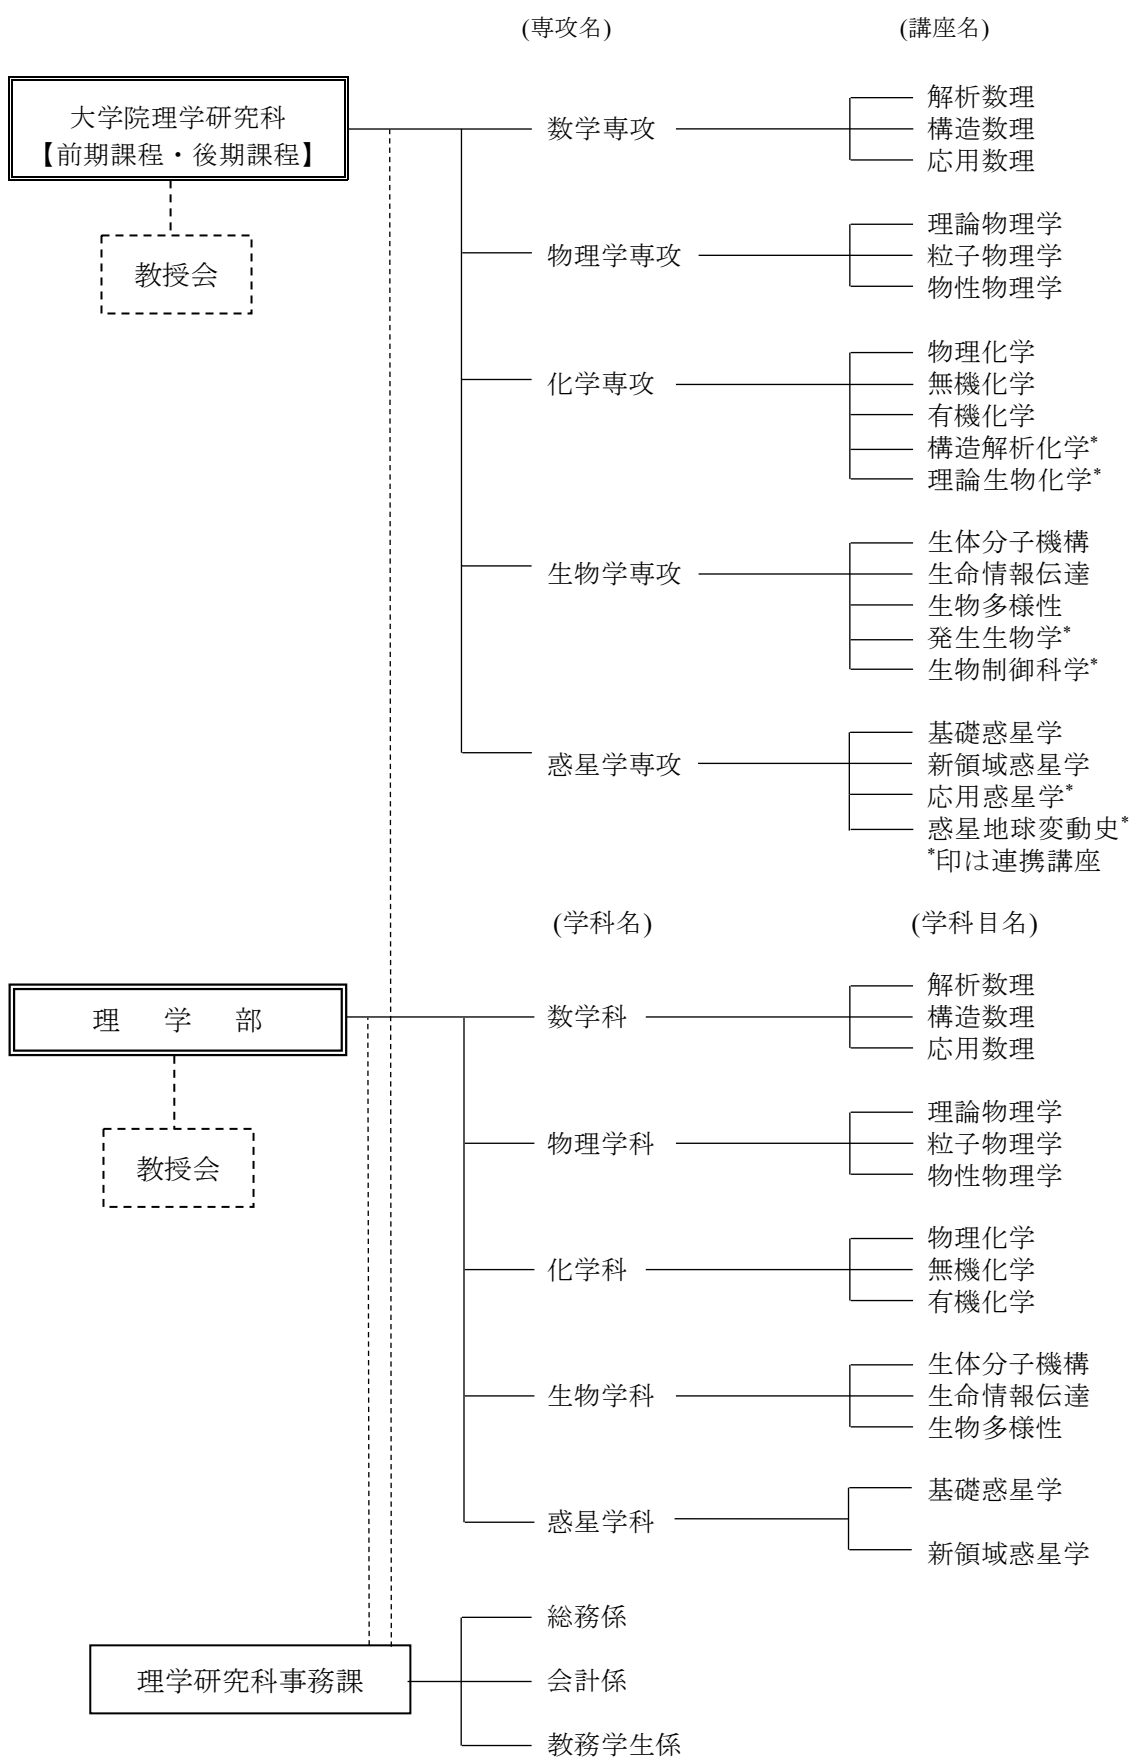 (専攻名) (講座名)
大学院理学研究科
【前期課程・後期課程】
教授会
数学専攻
解析数理
構造数理
応用数理
物理学専攻
理論物理学
粒子物理学
物性物理学
化学専攻
物理化学
無機化学
有機化学
構造解析化学*
理論生物化学*
生物学専攻
生体分子機構
生命情報伝達
生物多様性
発生生物学*
生物制御科学*
惑星学専攻
基礎惑星学
新領域惑星学
応用惑星学*
惑星地球変動史*
*印は連携講座
(学科名) (学科目名)
理 学 部
教授会
数学科
解析数理
構造数理
応用数理
物理学科
理論物理学
粒子物理学
物性物理学
化学科
物理化学
無機化学
有機化学
生物学科
生体分子機構
生命情報伝達
生物多様性
惑星学科
基礎惑星学
新領域惑星学
理学研究科事務課
総務係
会計係
教務学生係